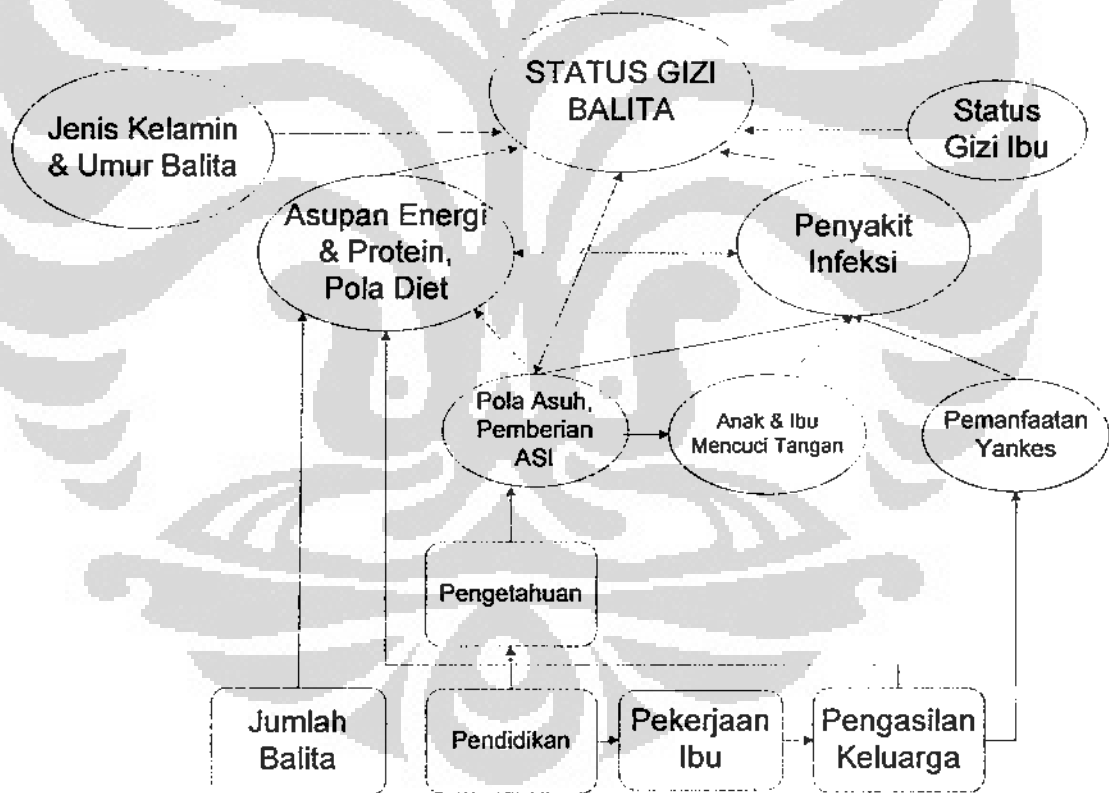 STATUS GIZI
BALITA
Jenis Kelamin
& Umur Balita
Status
Gizi Ibu
Asupan Energi
& Protein,
Pola Diet
Penyakit
Infeksi
Pola Asuh,
Pemberian
ASI
Anak & Ibu
Mencuci Tangan
Pemanfaatan
Yankes
Pengetahuan
Jumlah
Balita
Pendidikan
Pekerjaan
Ibu
Pengasilan
Keluarga